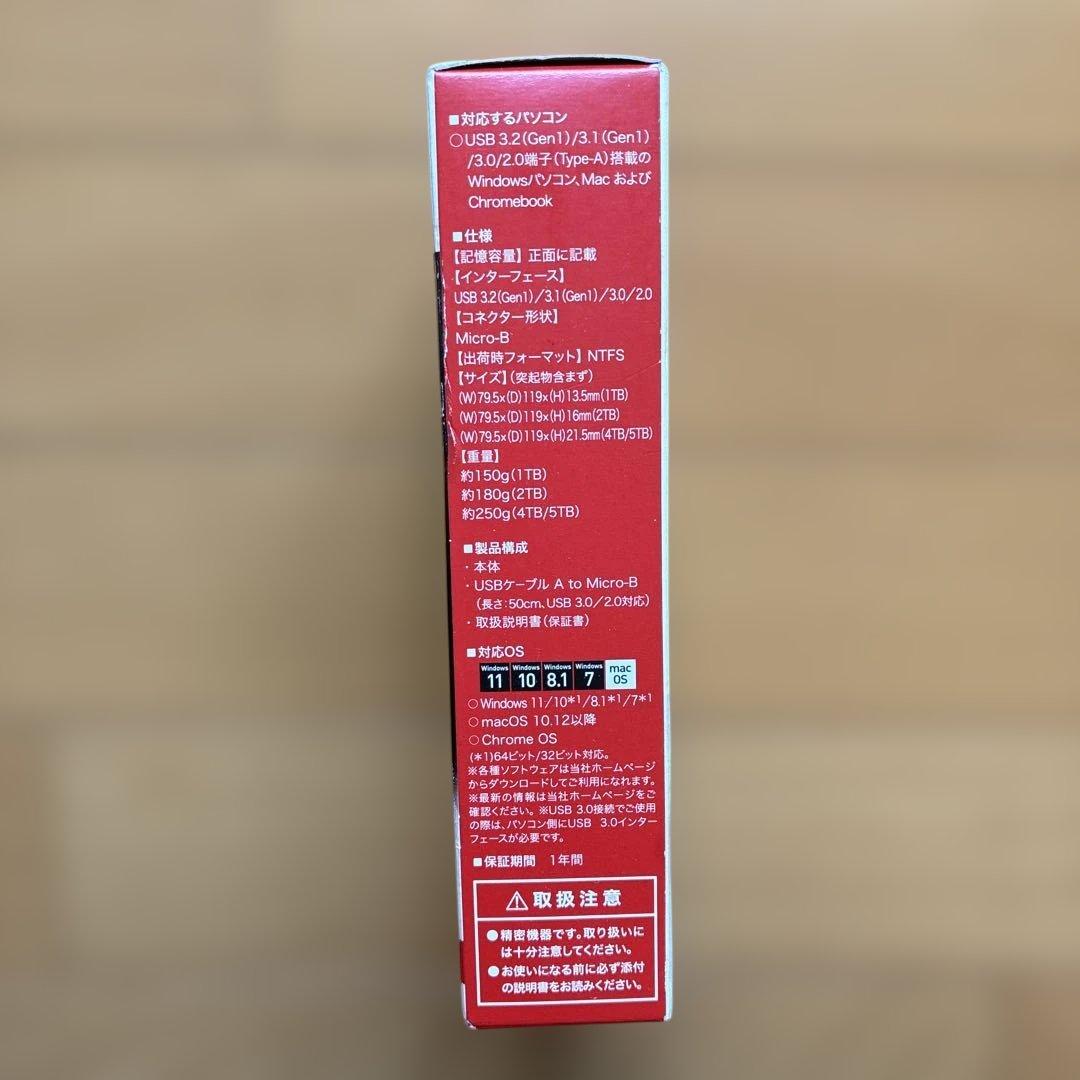 ■対応するパソコン
○USB 3.2(Gen1)/3.1(Gen1)
/3.0/2.0端子(Type-A)搭載の
Windowsパソコン、Mac および
Chromebook
■仕様
【記憶容量】 正面に記載
【インターフェース】
USB 3.2(Gen1)/3.1(Gen1)/3.0/2.0
【コネクター形状】
Micro-B
【出荷時フォーマット】 NTFS
【サイズ】(突起物含まず)
(W)79.5×(D)119×(H)13.5mm(1TB)
(W)79.5×(D)119×(H)16mm(2TB)
(W)79.5×(D)119×(H)21.5mm(4TB/5TB)
【重量】
約150g(1TB)
約180g(2TB)
約250g(4TB/5TB)
■製品構成
・本体
・USBケーブル A to Micro-B
(長さ:50cm、USB 3.0/2.0対応)
・取扱説明書(保証書)
■対応OS
Windows 11 Windows 10 Windows 8.1 Windows 7 mac OS
○Windows 11/10*1/8.1*1/7*1
○macOS 10.12以降
○Chrome OS
(*1)64ビット/32ビット対応。
※各種ソフトウェアは当社ホームページ
からダウンロードしてご利用になれます。
※最新の情報は当社ホームページをご
確認ください。※USB 3.0接続でご使用
の際は、パソコン側にUSB 3.0インター
フェースが必要です。
■保証期間 1年間
⚠取扱注意
●精密機器です。取り扱いに
は十分注意してください。
●お使いになる前に必ず添付
の説明書をお読みください。